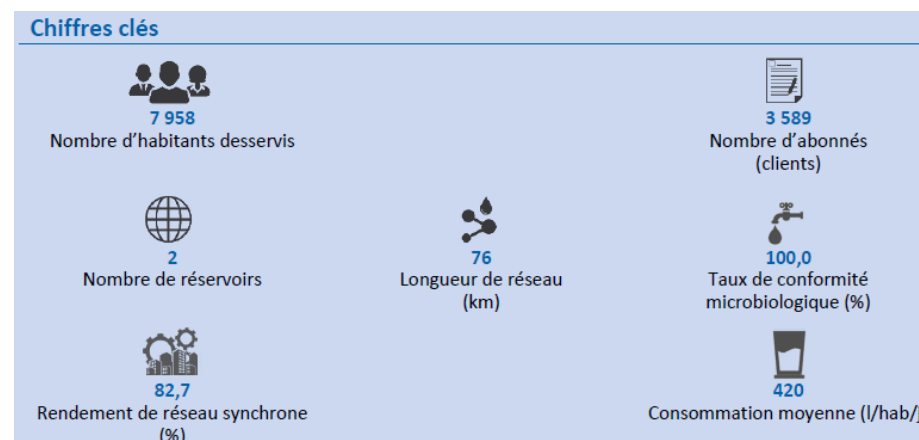 Chiffres clés
7 958
Nombre d'habitants desservis
3 589
Nombre d'abonnés
(clients)
2
Nombre de réservoirs
76
Longueur de réseau
(km)
100,0
Taux de conformité
microbiologique (%)
82,7
Rendement de réseau synchrone
(%)
420
Consommation moyenne (l/hab/j